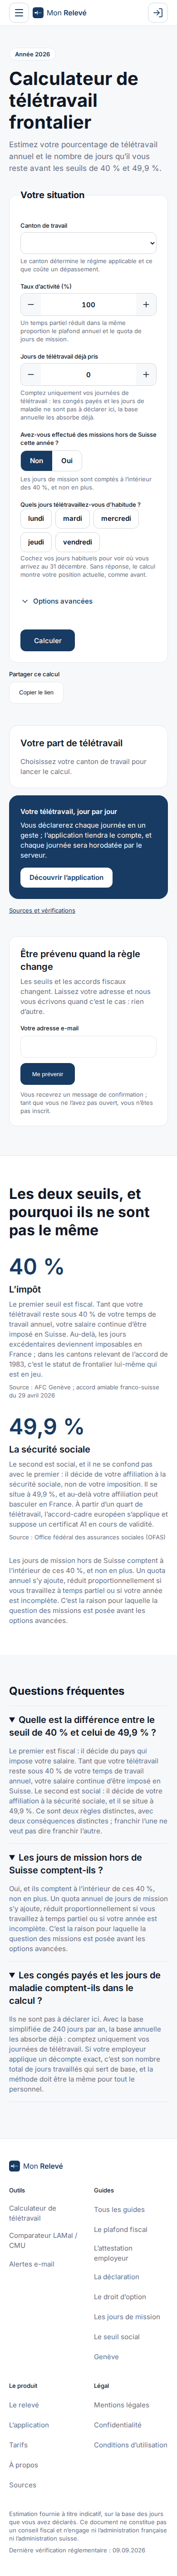 Mon Relevé
Année 2026
Calculateur de
télétravail
frontalier
Estimez votre pourcentage de télétravail
annuel et le nombre de jours qu'il vous
reste avant les seuils de 40 % et 49,9 %.
Votre situation
Canton de travail
Le canton détermine le régime applicable et ce
que coûte un dépassement.
Taux d'activité (%)
100
Un temps partiel réduit dans la même
proportion le plafond annuel et le quota de
jours de mission.
Jours de télétravail déjà pris
0
Comptez uniquement vos journées de
télétravail : les congés payés et les jours de
maladie ne sont pas à déclarer ici, la base
annuelle les absorbe déjà.
Avez-vous effectué des missions hors de Suisse
cette année ?
Non
Oui
Les jours de mission sont comptés à l'intérieur
des 40 %, et non en plus.
Quels jours télétravaillez-vous d'habitude ?
lundi
mardi
mercredi
jeudi
vendredi
Cochez vos jours habituels pour voir où vous
arrivez au 31 décembre. Sans réponse, le calcul
montre votre position actuelle, comme avant.
Options avancées
Calculer
Partager ce calcul
Copier le lien
Votre part de télétravail
Choisissez votre canton de travail pour
lancer le calcul.
Votre télétravail, jour par jour
Vous déclarerez chaque journée en un
geste ; l'application tiendra le compte, et
chaque journée sera horodatée par le
serveur.
Découvrir l'application
Sources et vérifications
Être prévenu quand la règle
change
Les seuils et les accords fiscaux
changent. Laissez votre adresse et nous
vous écrivons quand c'est le cas : rien
d'autre.
Votre adresse e-mail
Me prévenir
Vous recevrez un message de confirmation ;
tant que vous ne l'avez pas ouvert, vous n'êtes
pas inscrit.
Les deux seuils, et
pourquoi ils ne sont
pas le même
40 %
L'impôt
Le premier seuil est fiscal. Tant que votre
télétravail reste sous 40 % de votre temps de
travail annuel, votre salaire continue d'être
imposé en Suisse. Au-delà, les jours
excédentaires deviennent imposables en
France ; dans les cantons relevant de l'accord de
1983, c'est le statut de frontalier lui-même qui
est en jeu.
Source : AFC Genève ; accord amiable franco-suisse
du 29 avril 2026
49,9 %
La sécurité sociale
Le second est social, et il ne se confond pas
avec le premier : il décide de votre affiliation à la
sécurité sociale, non de votre imposition. Il se
situe à 49,9 %, et au-delà votre affiliation peut
basculer en France. À partir d'un quart de
télétravail, l'accord-cadre européen s'applique et
suppose un certificat A1 en cours de validité.
Source : Office fédéral des assurances sociales (OFAS)
Les jours de mission hors de Suisse comptent à
l'intérieur de ces 40 %, et non en plus. Un quota
annuel s'y ajoute, réduit proportionnellement si
vous travaillez à temps partiel ou si votre année
est incomplète. C'est la raison pour laquelle la
question des missions est posée avant les
options avancées.
Questions fréquentes
Quelle est la différence entre le
seuil de 40 % et celui de 49,9 % ?
Le premier est fiscal : il décide du pays qui
impose votre salaire. Tant que votre télétravail
reste sous 40 % de votre temps de travail
annuel, votre salaire continue d'être imposé en
Suisse. Le second est social : il décide de votre
affiliation à la sécurité sociale, et il se situe à
49,9 %. Ce sont deux règles distinctes, avec
deux conséquences distinctes ; franchir l'une ne
veut pas dire franchir l'autre.
Les jours de mission hors de
Suisse comptent-ils ?
Oui, et ils comptent à l'intérieur de ces 40 %,
non en plus. Un quota annuel de jours de mission
s'y ajoute, réduit proportionnellement si vous
travaillez à temps partiel ou si votre année est
incomplète. C'est la raison pour laquelle la
question des missions est posée avant les
options avancées.
Les congés payés et les jours de
maladie comptent-ils dans le
calcul ?
Ils ne sont pas à déclarer ici. Avec la base
simplifiée de 240 jours par an, la base annuelle
les absorbe déjà : comptez uniquement vos
journées de télétravail. Si votre employeur
applique un décompte exact, c'est son nombre
total de jours travaillés qui sert de base, et la
méthode doit être la même pour tout le
personnel.
Mon Relevé
Outils
Calculateur de
télétravail
Comparateur LAMal /
CMU
Alertes e-mail
Guides
Tous les guides
Le plafond fiscal
L'attestation
employeur
La déclaration
Le droit d'option
Les jours de mission
Le seuil social
Genève
Le produit
Le relevé
L'application
Tarifs
À propos
Sources
Légal
Mentions légales
Confidentialité
Conditions d'utilisation
Estimation fournie à titre indicatif, sur la base des jours
que vous avez déclarés. Ce document ne constitue pas
un conseil fiscal et n'engage ni l'administration française
ni l'administration suisse.
Dernière vérification réglementaire : 09.09.2026